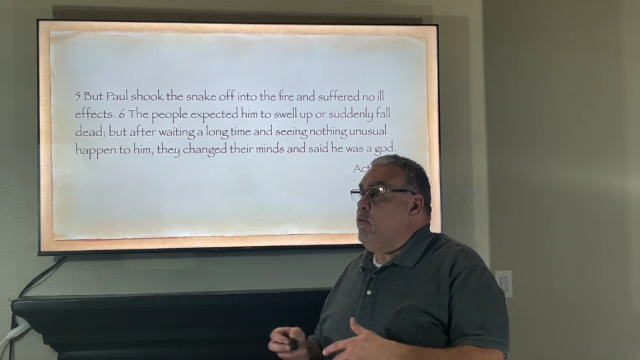 5 But Paul shook the snake off into the fire and suffered no ill
effects. 6 The people expected him to swell up or suddenly fall
dead; but after waiting a long time and seeing nothing unusual
happen to him, they changed their minds and said he was a god.